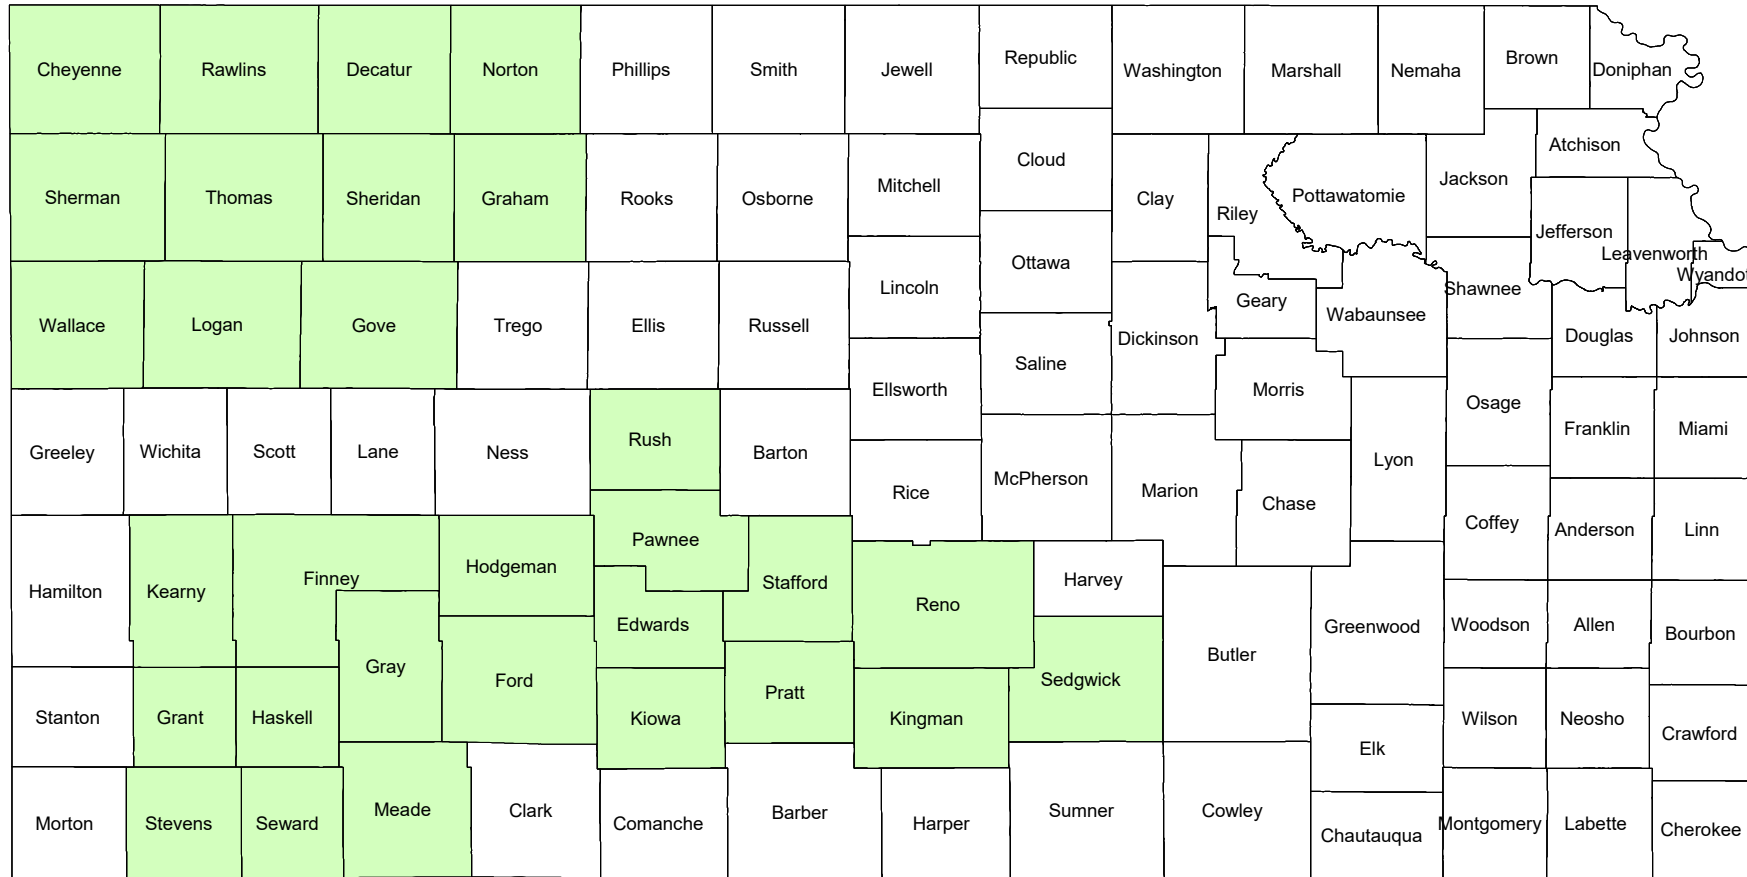 Cheyenne
Rawlins
Decatur
Norton
Phillips
Smith
Jewell
Republic
Washington
Marshall
Nemaha
Brown
Doniphan
Sherman
Thomas
Sheridan
Graham
Rooks
Osborne
Mitchell
Cloud
Clay
Riley
Pottawatomie
Jackson
Atchison
Jefferson
Leavenworth
Wyandot
Wallace
Logan
Gove
Trego
Ellis
Russell
Lincoln
Ottawa
Saline
Dickinson
Geary
Wabaunsee
Shawnee
Douglas
Johnson
Greeley
Wichita
Scott
Lane
Ness
Rush
Barton
Ellsworth
Rice
McPherson
Marion
Morris
Chase
Lyon
Osage
Franklin
Miami
Coffey
Anderson
Linn
Hamilton
Kearny
Finney
Hodgeman
Pawnee
Stafford
Edwards
Reno
Harvey
Gray
Ford
Kiowa
Pratt
Kingman
Sedgwick
Butler
Greenwood
Woodson
Allen
Bourbon
Stanton
Grant
Haskell
Elk
Wilson
Neosho
Crawford
Morton
Stevens
Seward
Meade
Clark
Comanche
Barber
Harper
Sumner
Cowley
Chautauqua
Montgomery
Labette
Cherokee